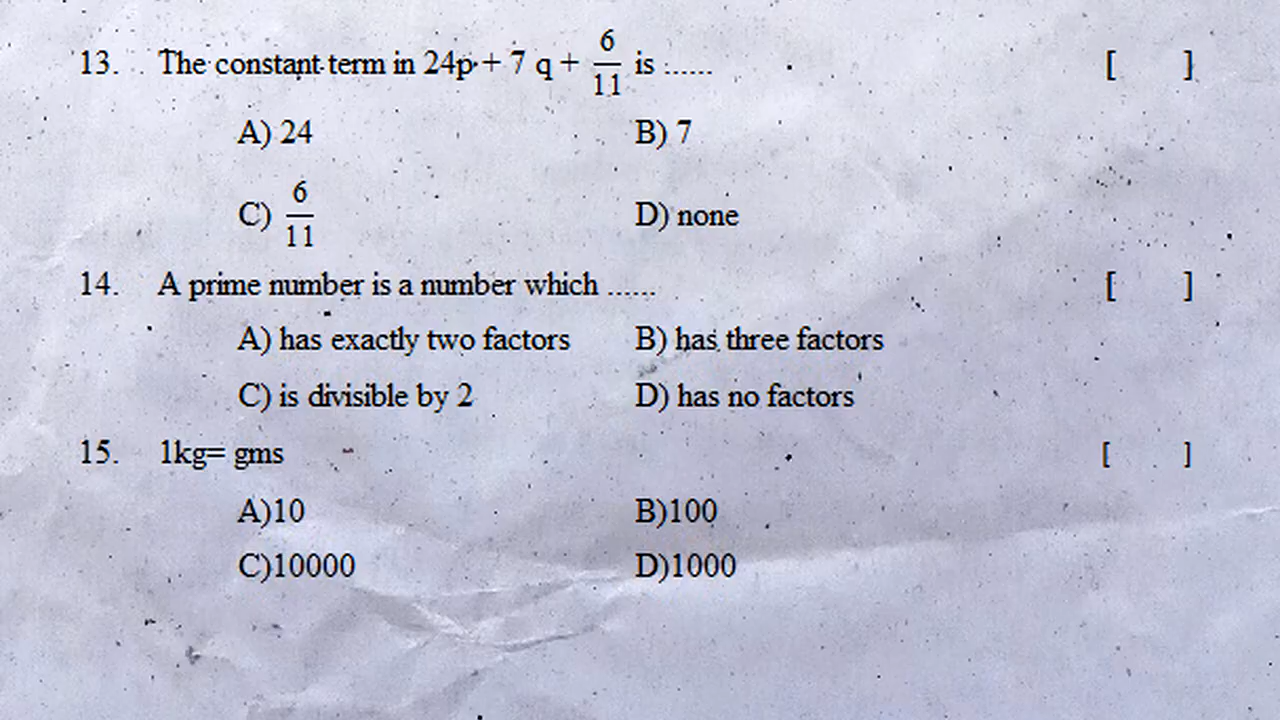 13. The constant term in 24p + 7 q + 6/11 is ...... [ ]
A) 24 B) 7
C) 6/11 D) none
14. A prime number is a number which ...... [ ]
A) has exactly two factors B) has three factors
C) is divisible by 2 D) has no factors
15. 1kg= gms [ ]
A)10 B)100
C)10000 D)1000